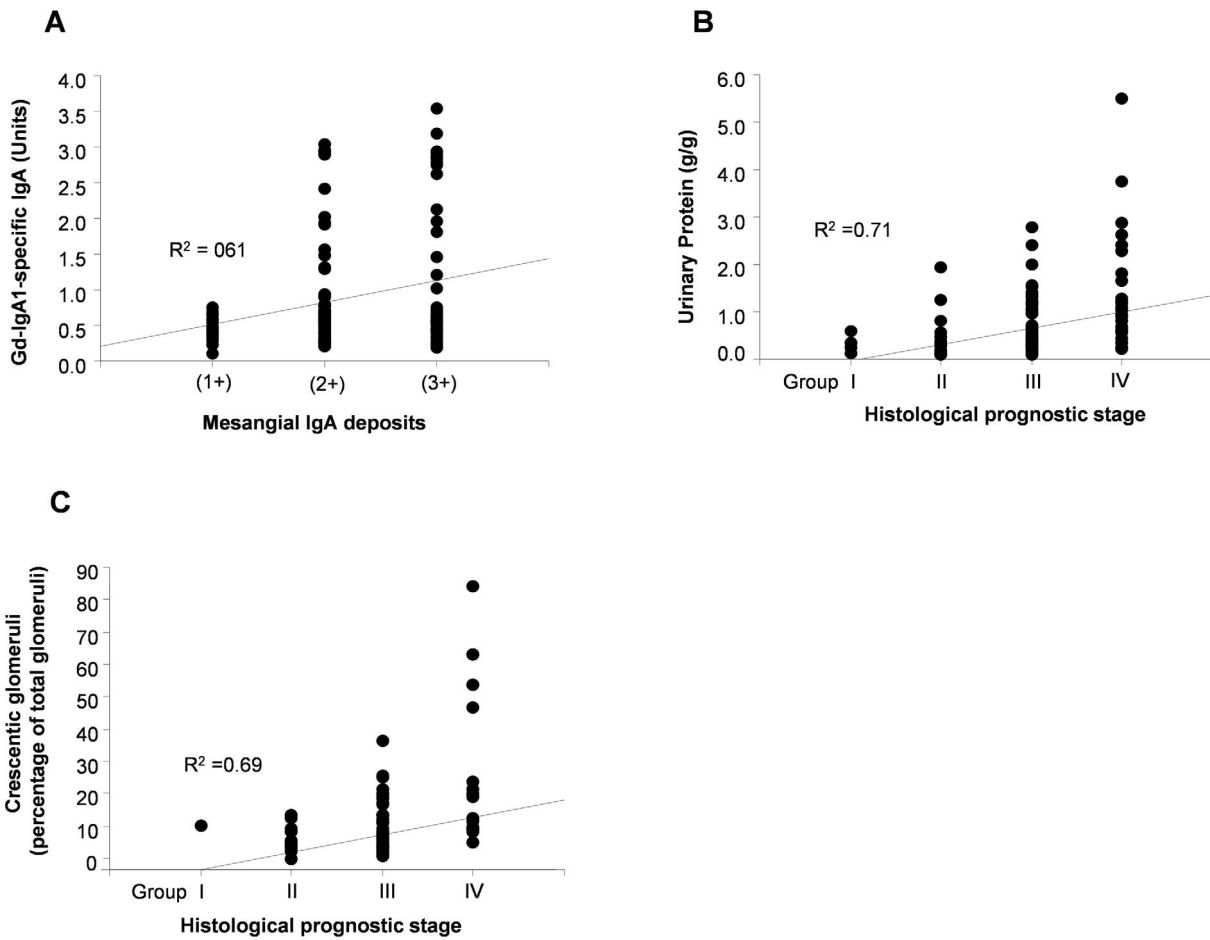 A
Gd-IgA1-specific IgA (Units)
4.0
3.5
3.0
2.5
2.0
1.5
1.0
0.5
0.0
R² = 061
(1+) (2+) (3+)
Mesangial IgA deposits
B
Urinary Protein (g/g)
6.0
5.0
4.0
3.0
2.0
1.0
0.0
R² =0.71
Group I II III IV
Histological prognostic stage
C
Crescentic glomeruli
(percentage of total glomeruli)
90
80
70
60
50
40
30
20
10
0
R² =0.69
Group I II III IV
Histological prognostic stage